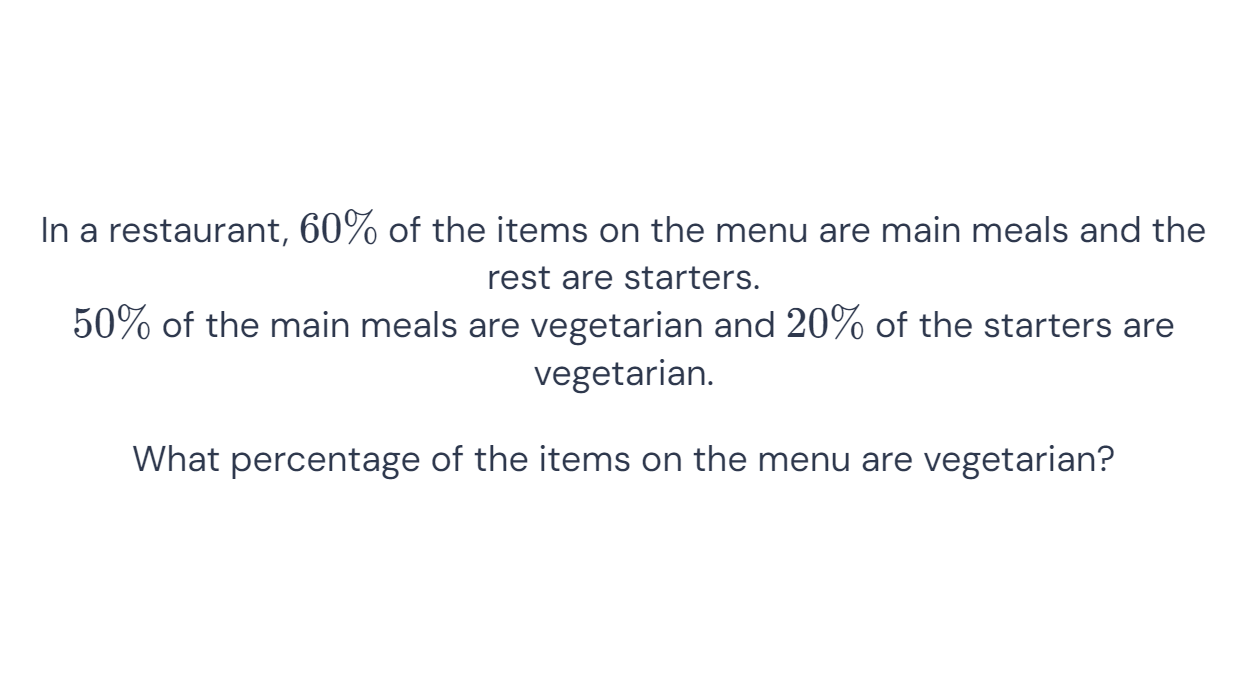 In a restaurant, 60% of the items on the menu are main meals and the
rest are starters.
50% of the main meals are vegetarian and 20% of the starters are
vegetarian.
What percentage of the items on the menu are vegetarian?